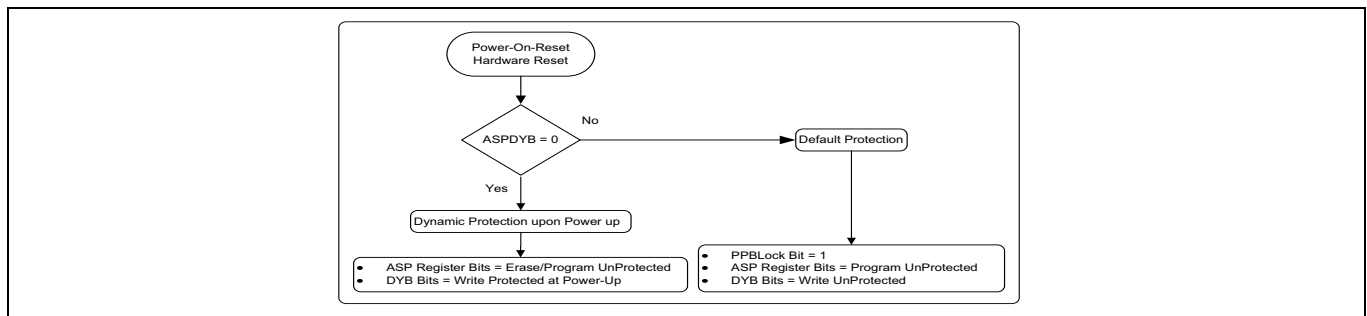 Power-On-Reset
Hardware Reset
No
ASPDYB = 0
Default Protection
Yes
Dynamic Protection upon Power up
• ASP Register Bits = Erase/Program UnProtected
• DYB Bits = Write Protected at Power-Up
• PPBLock Bit = 1
• ASP Register Bits = Program UnProtected
• DYB Bits = Write UnProtected